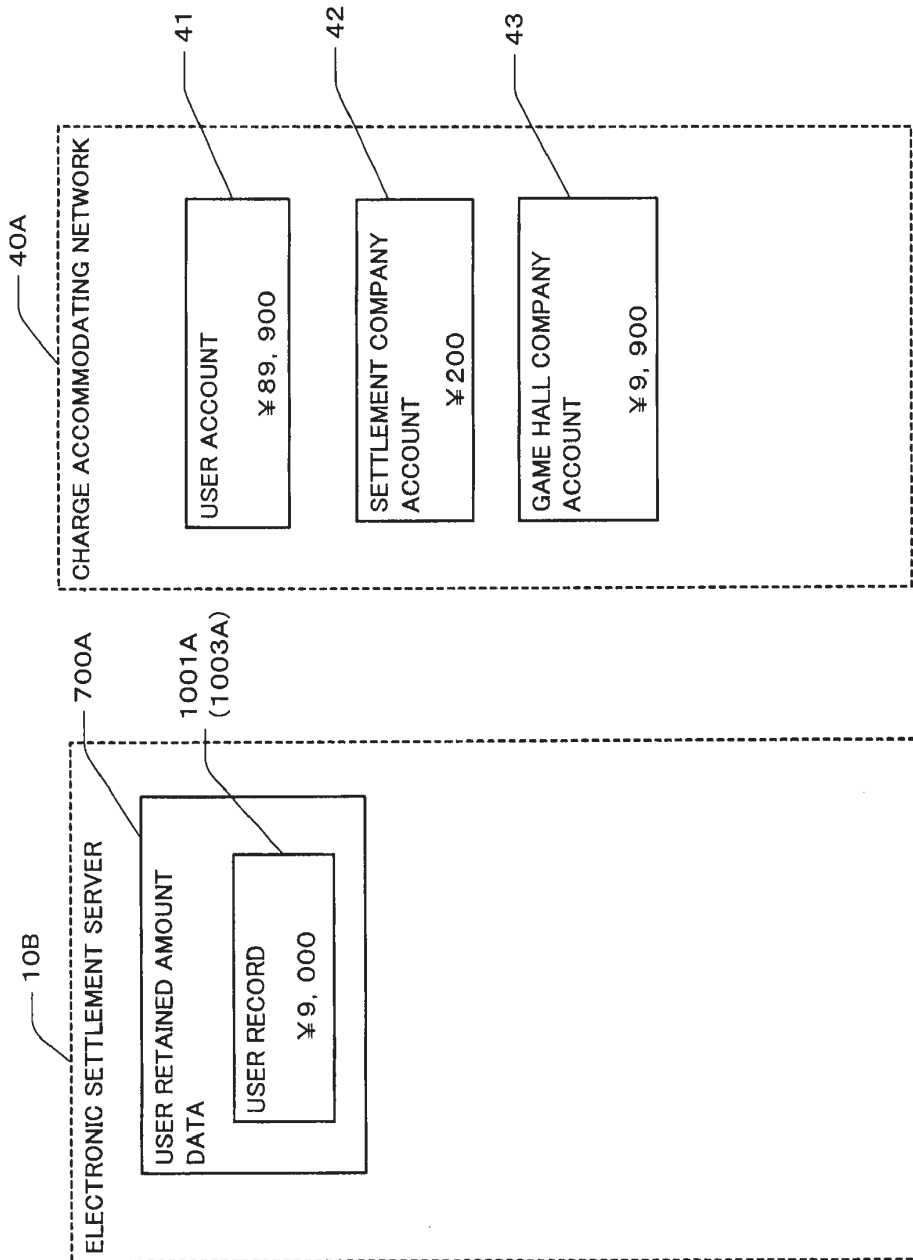 10B
ELECTRONIC SETTLEMENT SERVER
700A
USER RETAINED AMOUNT
DATA
1001A
(1003A)
USER RECORD
¥9, 000
40A
CHARGE ACCOMMODATING NETWORK
41
USER ACCOUNT
¥89, 900
42
SETTLEMENT COMPANY
ACCOUNT
¥200
43
GAME HALL COMPANY
ACCOUNT
¥9, 900